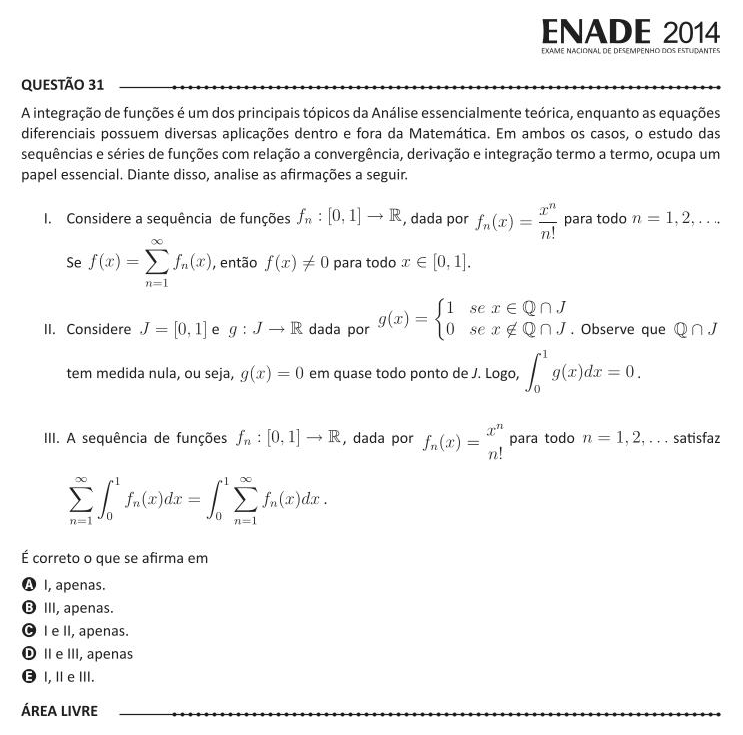 ENADE 2014
EXAME NACIONAL DE DESEMPENHO DOS ESTUDANTES
QUESTÃO 31
A integração de funções é um dos principais tópicos da Análise essencialmente teórica, enquanto as equações
diferenciais possuem diversas aplicações dentro e fora da Matemática. Em ambos os casos, o estudo das
sequências e séries de funções com relação a convergência, derivação e integração termo a termo, ocupa um
papel essencial. Diante disso, analise as afirmações a seguir.
I. Considere a sequência de funções $f_n : [0, 1] \to \mathbb{R}$, dada por $f_n(x) = \frac{x^n}{n!}$ para todo $n = 1, 2, \ldots$.
Se $f(x) = \sum_{n=1}^{\infty} f_n(x)$, então $f(x) \neq 0$ para todo $x \in [0, 1]$.
II. Considere $J = [0, 1]$ e $g : J \to \mathbb{R}$ dada por $g(x) = \begin{cases} 1 & se\ x \in \mathbb{Q} \cap J \\ 0 & se\ x \notin \mathbb{Q} \cap J \end{cases}$. Observe que $\mathbb{Q} \cap J$
tem medida nula, ou seja, $g(x) = 0$ em quase todo ponto de J. Logo, $\int_0^1 g(x)dx = 0$.
III. A sequência de funções $f_n : [0, 1] \to \mathbb{R}$, dada por $f_n(x) = \frac{x^n}{n!}$ para todo $n = 1, 2, \ldots$ satisfaz
$\sum_{n=1}^{\infty} \int_0^1 f_n(x)dx = \int_0^1 \sum_{n=1}^{\infty} f_n(x)dx$.
É correto o que se afirma em
A I, apenas.
B III, apenas.
C I e II, apenas.
D II e III, apenas
E I, II e III.
ÁREA LIVRE